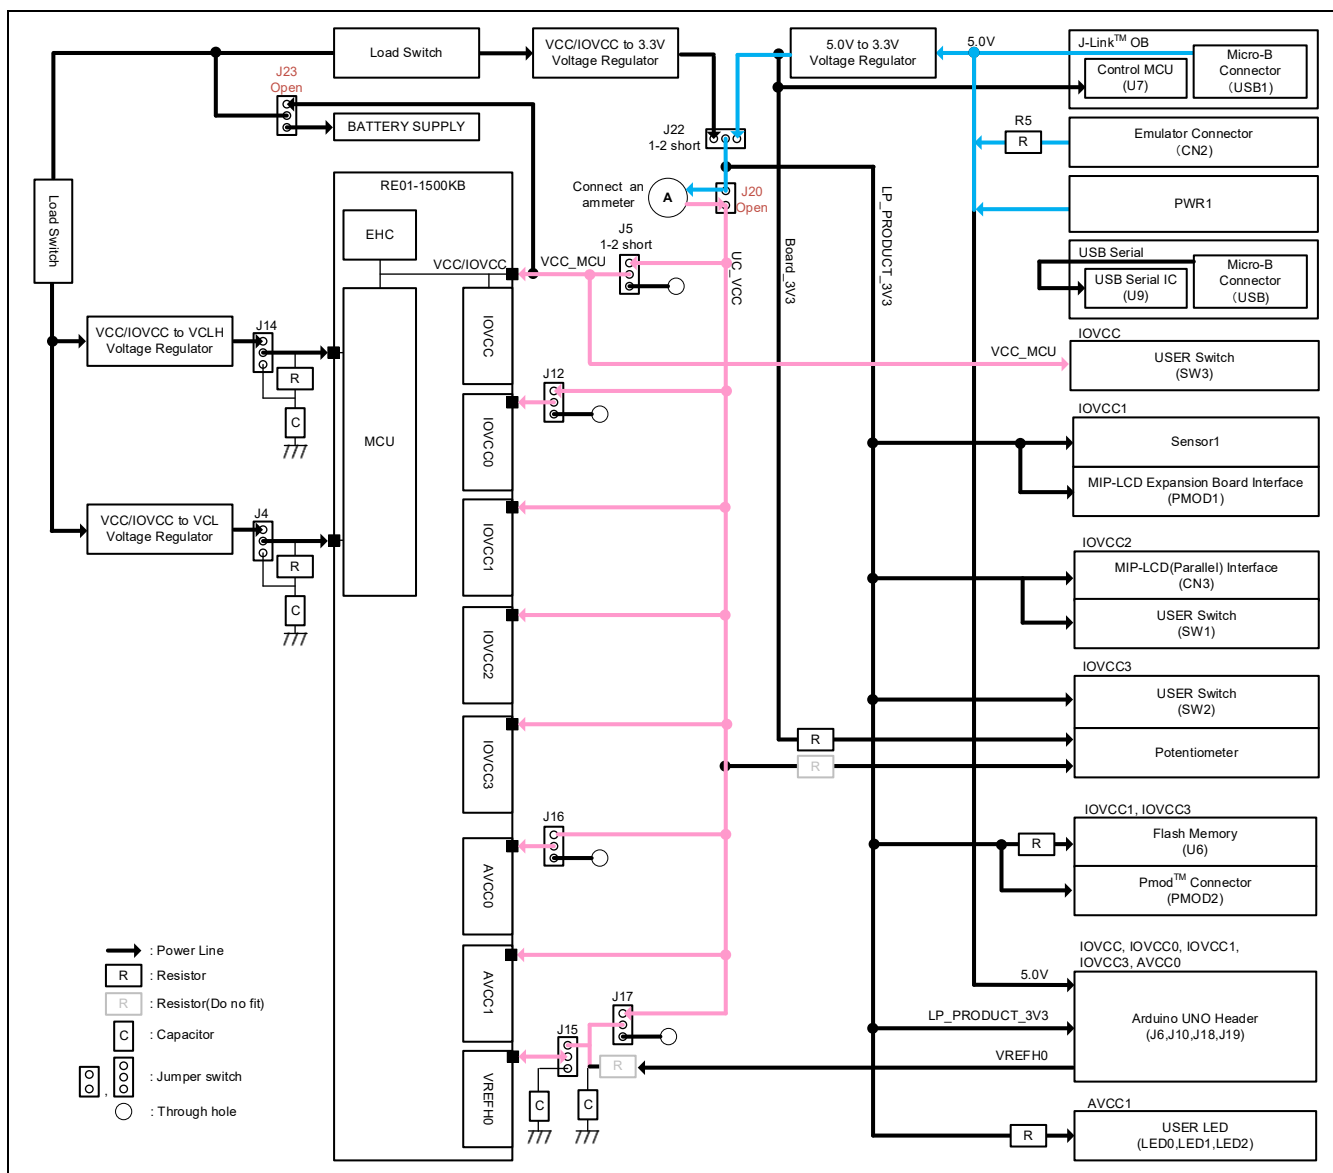 Load Switch
VCC/IOVCC to 3.3V
Voltage Regulator
5.0V to 3.3V
Voltage Regulator
5.0V
J-Link™ OB
Control MCU
(U7)
Micro-B
Connector
(USB1)
J23
Open
BATTERY SUPPLY
J22
1-2 short
R5
R
Emulator Connector
(CN2)
Load Switch
RE01-1500KB
EHC
Connect an
ammeter
A
J20
Open
PWR1
J5
1-2 short
VCC/IOVCC
VCC_MCU
UC_VCC
Board_3V3
LP_PRODUCT_3V3
USB Serial
USB Serial IC
(U9)
Micro-B
Connector
(USB)
VCC/IOVCC to VCLH
Voltage Regulator
J14
R
C
MCU
IOVCC
VCC_MCU
IOVCC
USER Switch
(SW3)
J12
IOVCC0
IOVCC1
Sensor1
MIP-LCD Expansion Board Interface
(PMOD1)
VCC/IOVCC to VCL
Voltage Regulator
J4
R
C
IOVCC1
IOVCC2
MIP-LCD(Parallel) Interface
(CN3)
USER Switch
(SW1)
IOVCC2
IOVCC3
USER Switch
(SW2)
R
Potentiometer
R
IOVCC3
J16
AVCC0
IOVCC1, IOVCC3
R
Flash Memory
(U6)
Pmod™ Connector
(PMOD2)
: Power Line
R
: Resistor
R
: Resistor(Do no fit)
C
: Capacitor
,
: Jumper switch
: Through hole
AVCC1
J17
J15
R
C
C
VREFH0
IOVCC, IOVCC0, IOVCC1,
IOVCC3, AVCC0
5.0V
LP_PRODUCT_3V3
VREFH0
Arduino UNO Header
(J6,J10,J18,J19)
AVCC1
R
USER LED
(LED0,LED1,LED2)